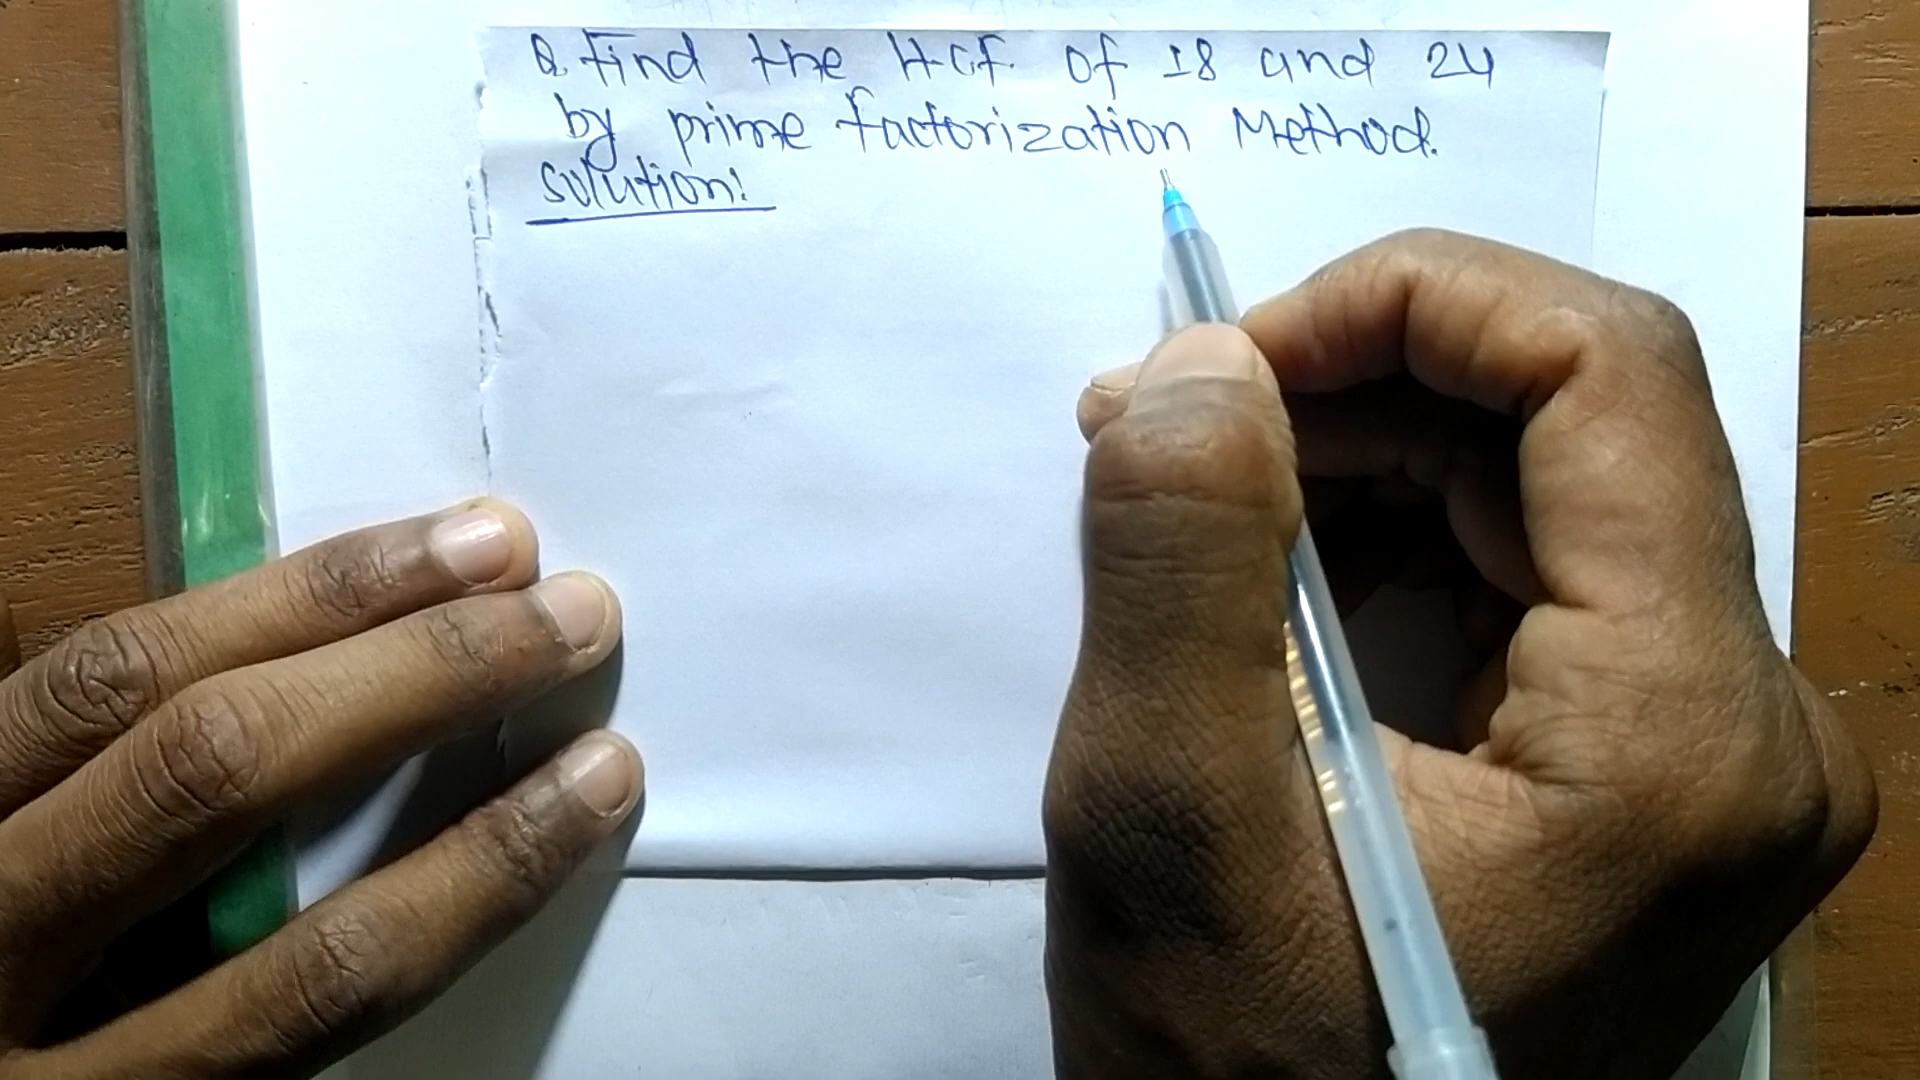 Q. Find the H.C.F. of 18 and 24
by prime factorization Method.
Solution: